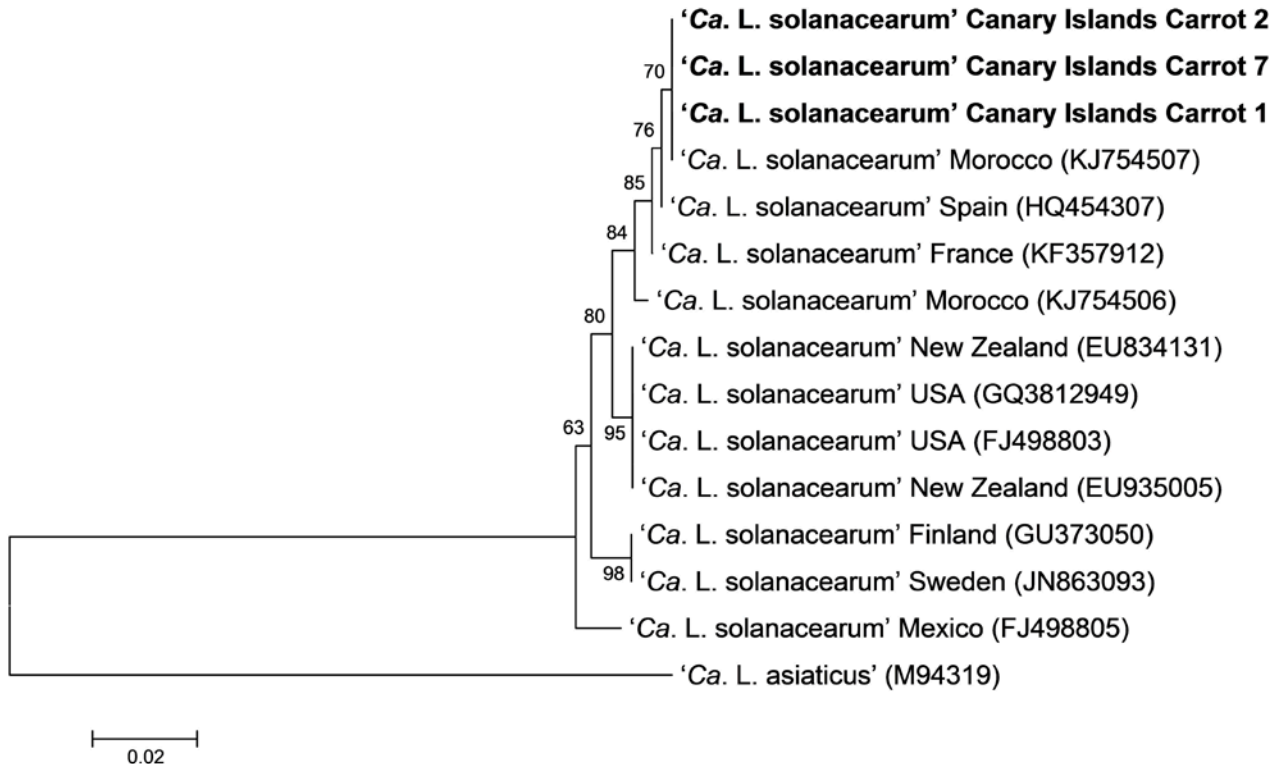 ‘Ca. L. solanacearum’ Canary Islands Carrot 2
70
‘Ca. L. solanacearum’ Canary Islands Carrot 7
‘Ca. L. solanacearum’ Canary Islands Carrot 1
76
‘Ca. L. solanacearum’ Morocco (KJ754507)
85
‘Ca. L. solanacearum’ Spain (HQ454307)
84
‘Ca. L. solanacearum’ France (KF357912)
‘Ca. L. solanacearum’ Morocco (KJ754506)
80
‘Ca. L. solanacearum’ New Zealand (EU834131)
‘Ca. L. solanacearum’ USA (GQ3812949)
63
95
‘Ca. L. solanacearum’ USA (FJ498803)
‘Ca. L. solanacearum’ New Zealand (EU935005)
‘Ca. L. solanacearum’ Finland (GU373050)
98
‘Ca. L. solanacearum’ Sweden (JN863093)
‘Ca. L. solanacearum’ Mexico (FJ498805)
‘Ca. L. asiaticus’ (M94319)
0.02